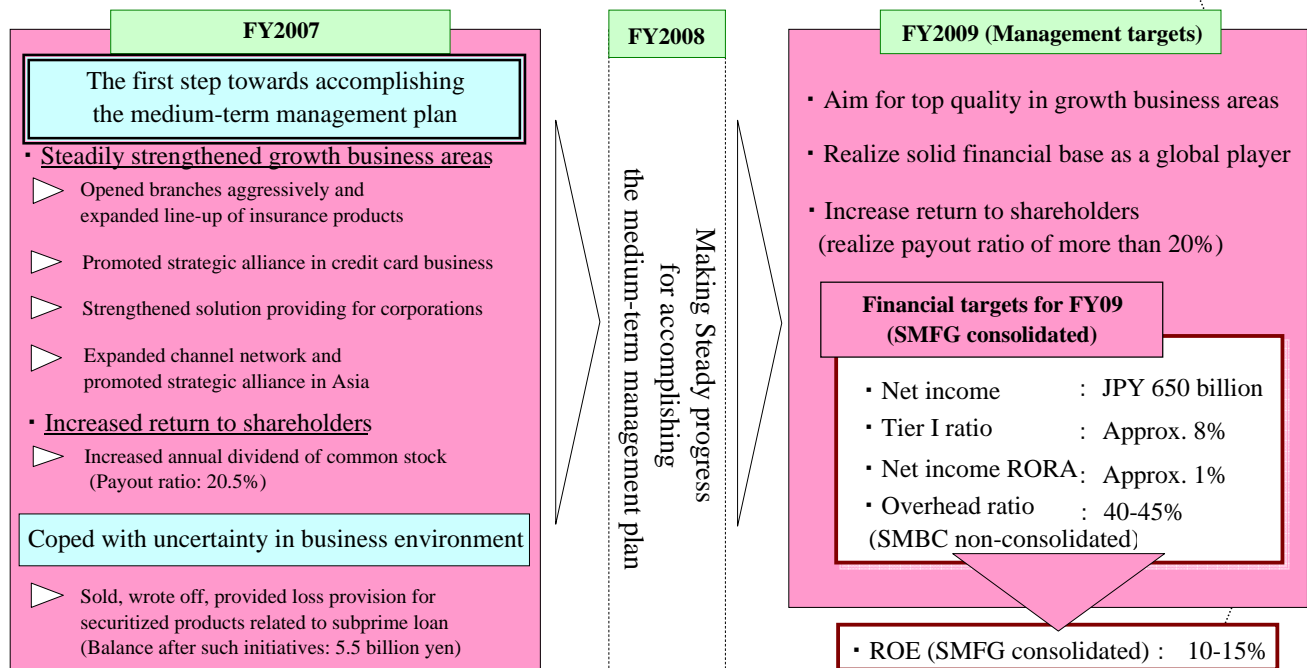 FY2007
The first step towards accomplishing
the medium-term management plan
・Steadily strengthened growth business areas
Opened branches aggressively and
expanded line-up of insurance products
Promoted strategic alliance in credit card business
Strengthened solution providing for corporations
Expanded channel network and
promoted strategic alliance in Asia
・Increased return to shareholders
Increased annual dividend of common stock
(Payout ratio: 20.5%)
Coped with uncertainty in business environment
Sold, wrote off, provided loss provision for
securitized products related to subprime loan
(Balance after such initiatives: 5.5 billion yen)
FY2008
Making Steady progress
for accomplishing
the medium-term management plan
FY2009 (Management targets)
・Aim for top quality in growth business areas
・Realize solid financial base as a global player
・Increase return to shareholders
(realize payout ratio of more than 20%)
Financial targets for FY09
(SMFG consolidated)
・Net income : JPY 650 billion
・Tier I ratio : Approx. 8%
・Net income RORA : Approx. 1%
・Overhead ratio : 40-45%
(SMBC non-consolidated)
・ROE (SMFG consolidated) : 10-15%